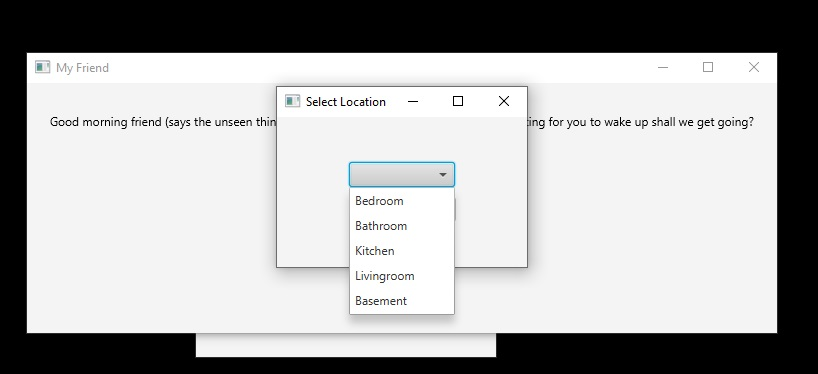 My Friend
Select Location
Good morning friend (says the unseen thin
ing for you to wake up shall we get going?
Bedroom
Bathroom
Kitchen
Livingroom
Basement